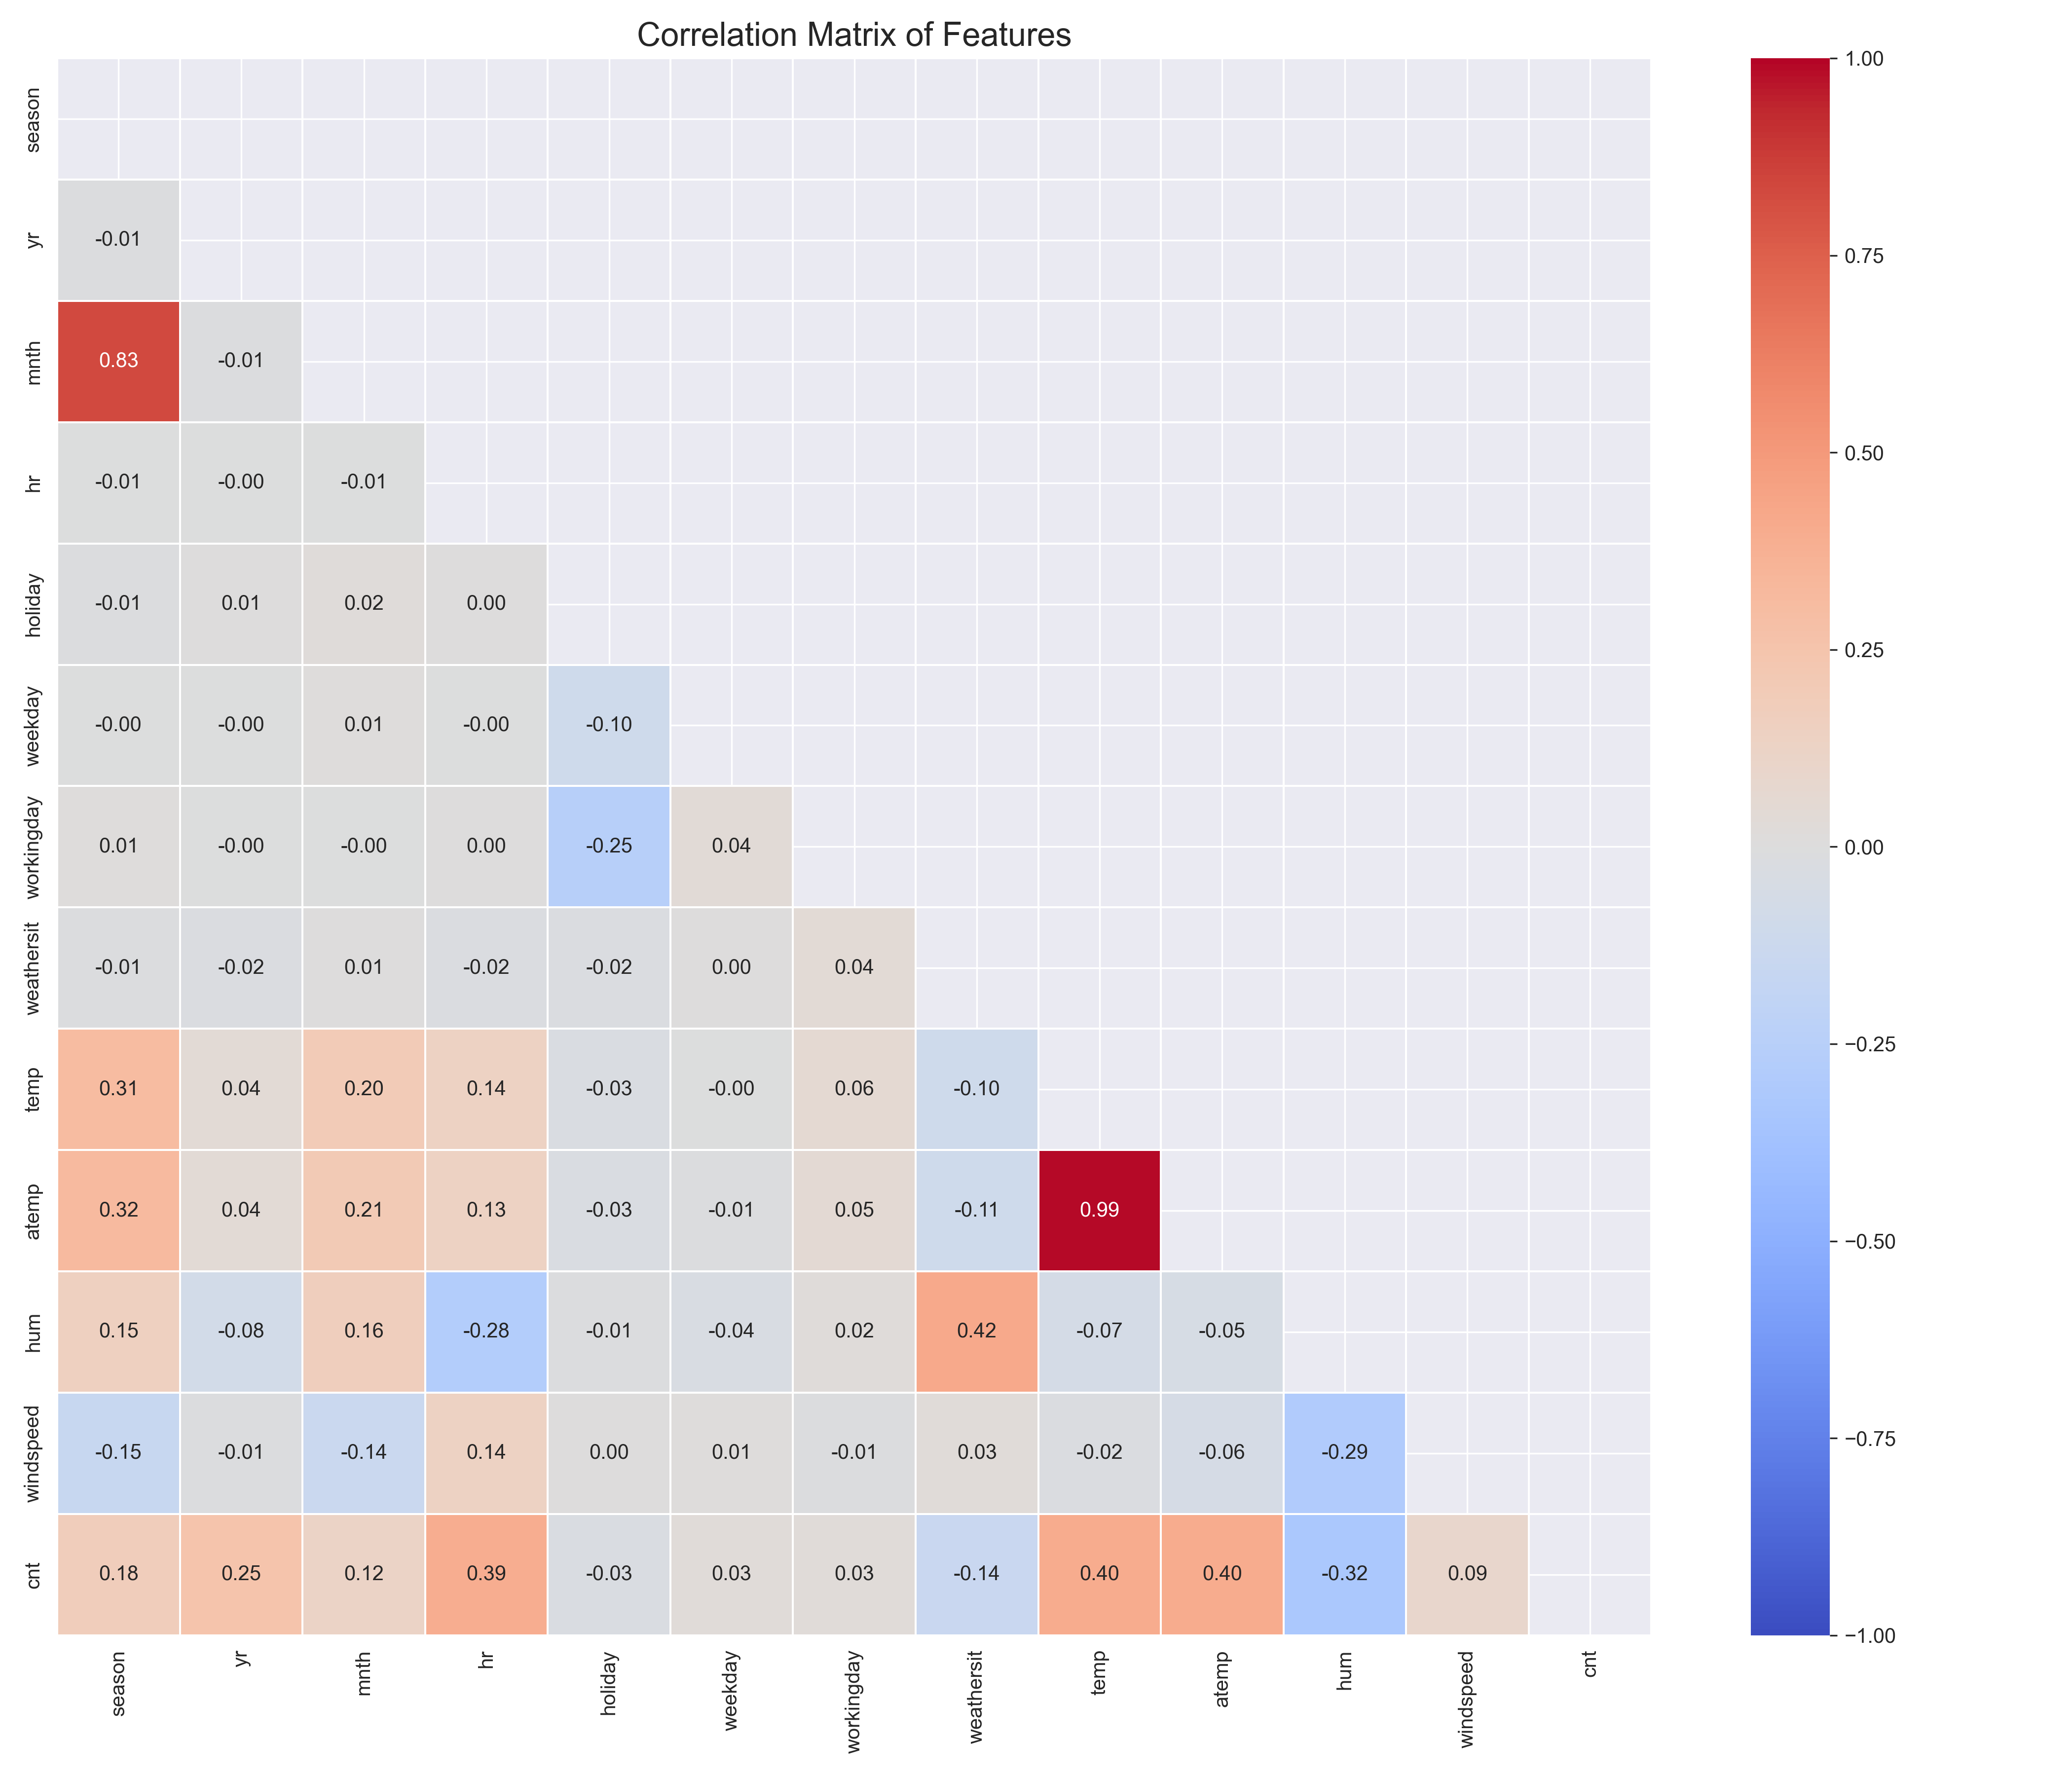 Correlation Matrix of Features
season
yr -0.01
mnth 0.83 -0.01
hr -0.01 -0.00 -0.01
holiday -0.01 0.01 0.02 0.00
weekday -0.00 -0.00 0.01 -0.00 -0.10
workingday 0.01 -0.00 -0.00 0.00 -0.25 0.04
weathersit -0.01 -0.02 0.01 -0.02 -0.02 0.00 0.04
temp 0.31 0.04 0.20 0.14 -0.03 -0.00 0.06 -0.10
atemp 0.32 0.04 0.21 0.13 -0.03 -0.01 0.05 -0.11 0.99
hum 0.15 -0.08 0.16 -0.28 -0.01 -0.04 0.02 0.42 -0.07 -0.05
windspeed -0.15 -0.01 -0.14 0.14 0.00 0.01 -0.01 0.03 -0.02 -0.06 -0.29
cnt 0.18 0.25 0.12 0.39 -0.03 0.03 0.03 -0.14 0.40 0.40 -0.32 0.09
season yr mnth hr holiday weekday workingday weathersit temp atemp hum windspeed cnt
1.00
0.75
0.50
0.25
0.00
−0.25
−0.50
−0.75
−1.00